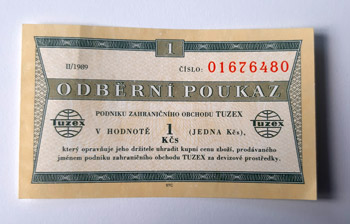 1
II/1989
ČÍSLO: 01676480
ODBĚRNÍ POUKAZ
PODNIKU ZAHRANIČNÍHO OBCHODU TUZEX
Tuzex V HODNOTĚ 1 (JEDNA Kčs), Tuzex
Kčs
který opravňuje jeho držitele uhradit kupní cenu zboží, prodávaného
jménem podniku zahraničního obchodu TUZEX za devizové prostředky.